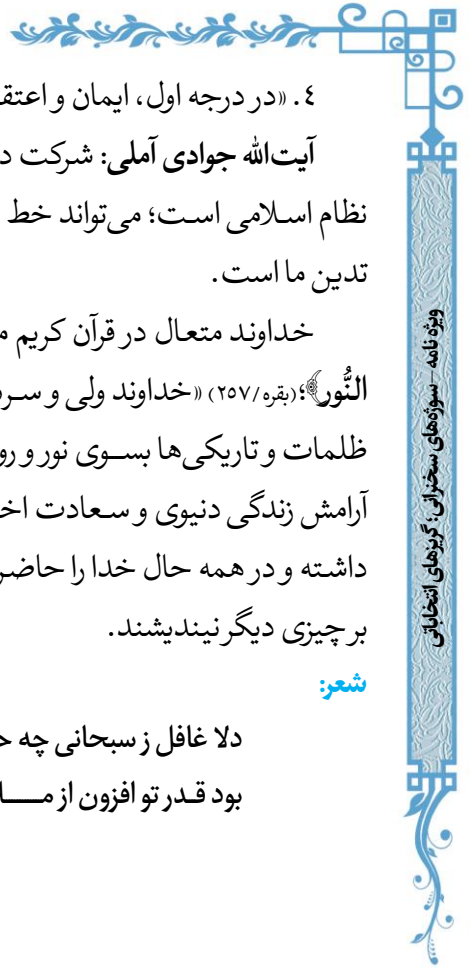 ٤. «در درجه اول، ایمان و اعتق
آیت‌الله جوادی آملی: شرکت د
نظام اسلامی است؛ می‌تواند خط
تدین ما است.
خداوند متعال در قرآن کریم م
النُّورِ﴾؛(بقره/۲۵۷) «خداوند ولی و سر
ظلمات و تاریکی‌ها بسوی نور و رو
آرامش زندگی دنیوی و سعادت اخ
داشته و در همه حال خدا را حاضر
بر چیزی دیگر نیندیشند.
شعر:
دلا غافل ز سبحانی چه ح
بود قدر تو افزون از مـــا
ویژه نامه - سوژه‌های سخنرانی؛ گریزهای انتخاباتی